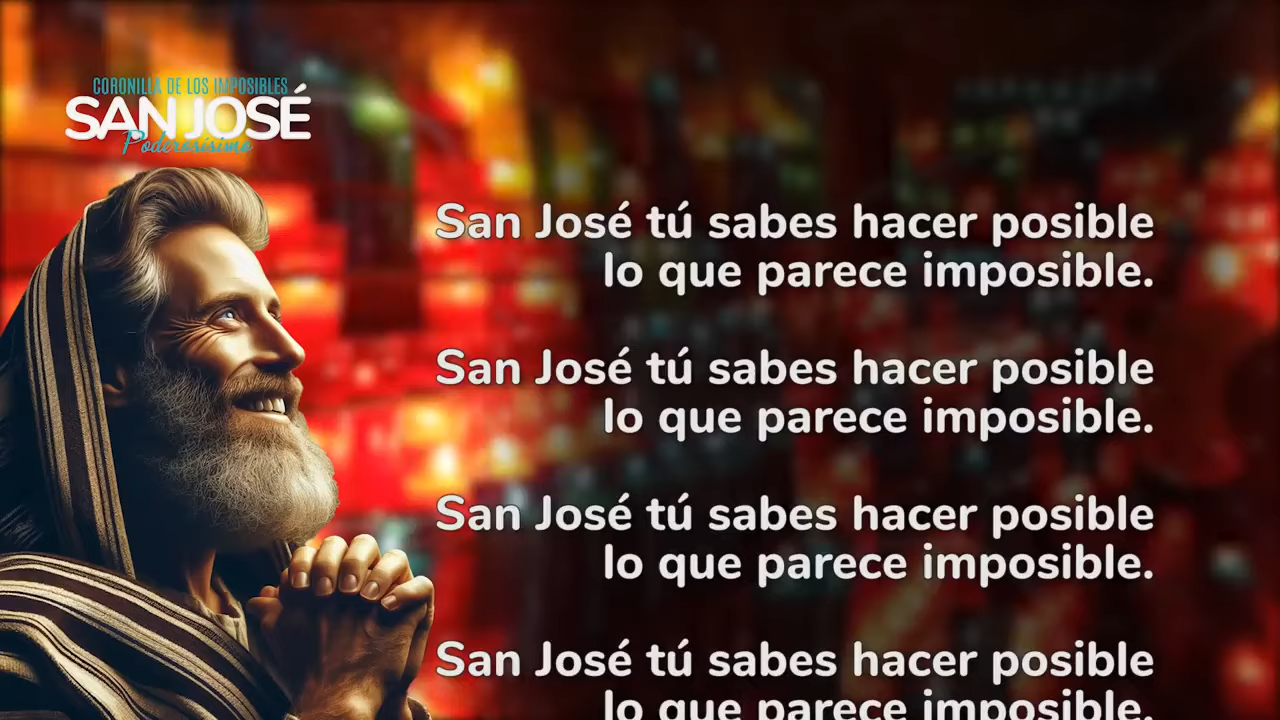 CORONILLA DE LOS IMPOSIBLES
SAN JOSÉ
Poderosísimo
San José tú sabes hacer posible
lo que parece imposible.
San José tú sabes hacer posible
lo que parece imposible.
San José tú sabes hacer posible
lo que parece imposible.
San José tú sabes hacer posible
lo que parece imposible.